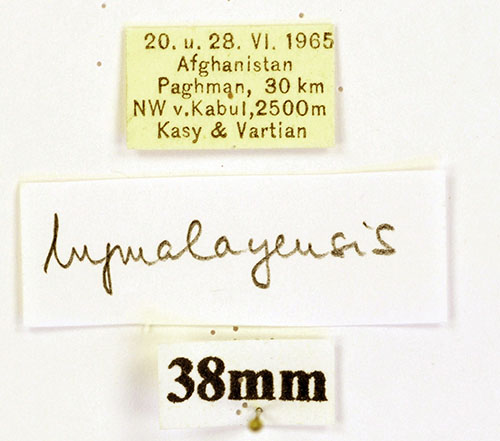 20. u. 28. VI. 1965
Afghanistan
Paghman, 30 km
NW v.Kabul,2500m
Kasy & Vartian
hymalayensis
38mm